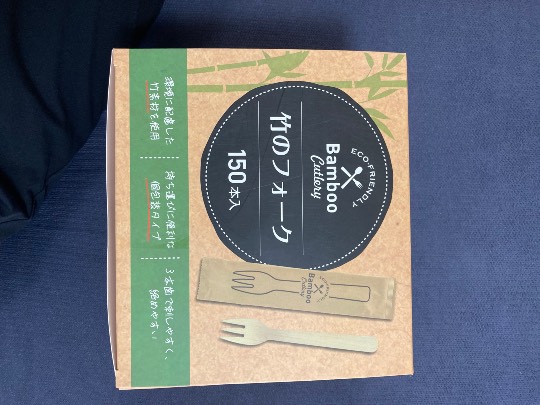 ECO-FRIENDLY
Bamboo
Cutlery
竹のフォーク
150本入
Bamboo
Cutlery
環境に配慮した
竹素材を使用
持ち運びに便利な
個包装タイプ
3本歯で刺しやすく、
絡めやすい